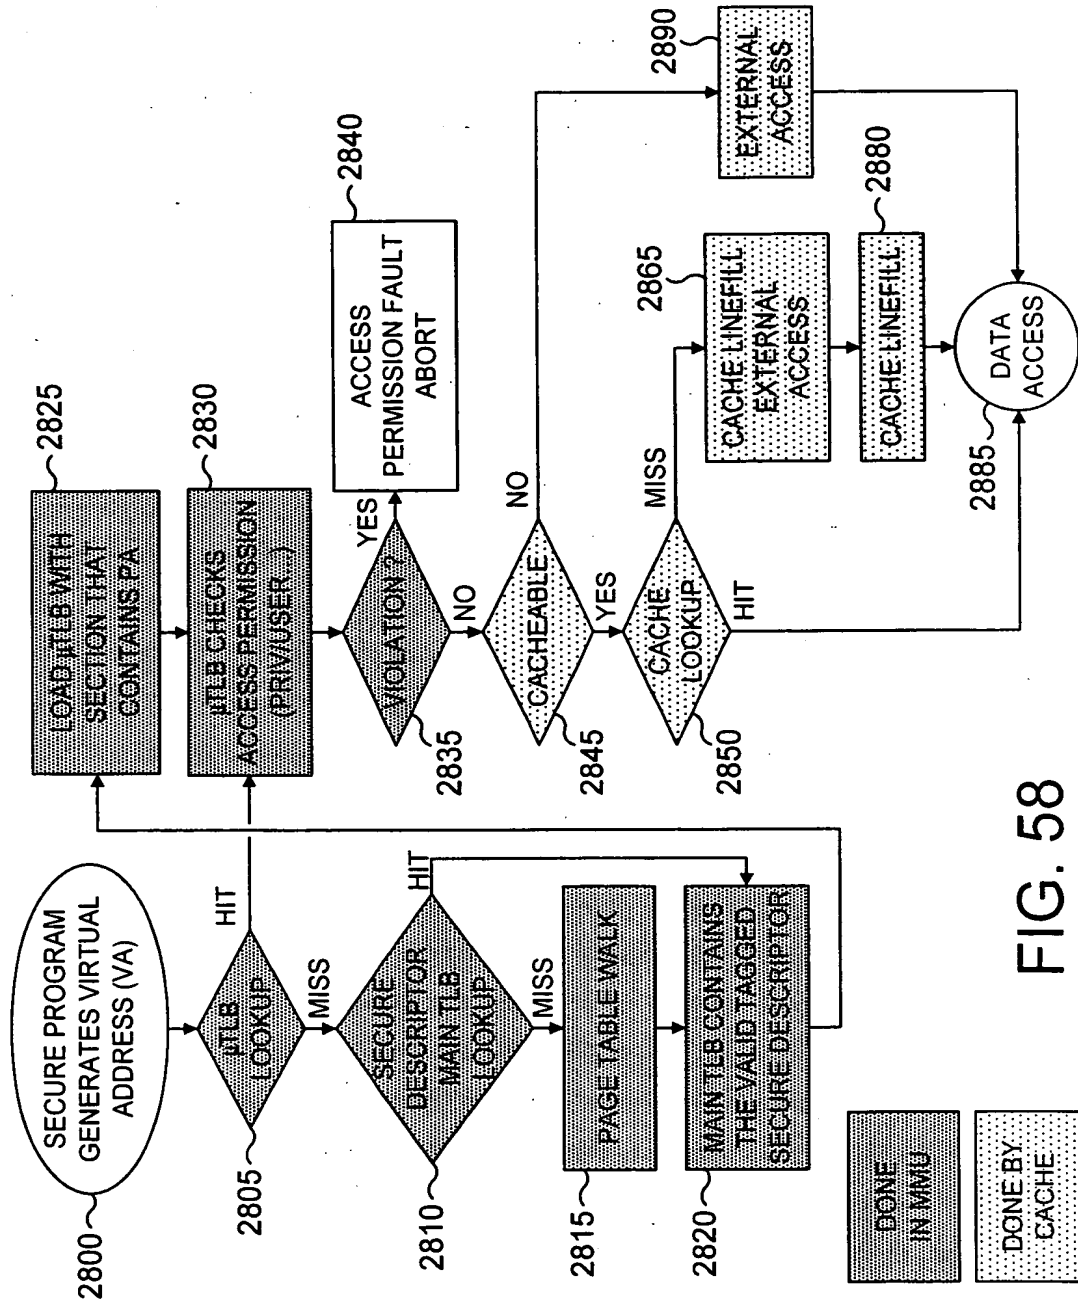 SECURE PROGRAM
GENERATES VIRTUAL
ADDRESS (VA)
2800
µTLB
LOOKUP
2805
HIT
MISS
SECURE
DESCRIPTOR
MAIN TLB
LOOKUP
2810
HIT
MISS
PAGE TABLE WALK
2815
MAIN TLB CONTAINS
THE VALID TAGGED
SECURE DESCRIPTOR
2820
LOAD µTLB WITH
SECTION THAT
CONTAINS PA
2825
µTLB CHECKS
ACCESS PERMISSION
(PRIV/USER...)
2830
VIOLATION ?
2835
YES
NO
ACCESS
PERMISSION FAULT
ABORT
2840
CACHEABLE
2845
NO
YES
CACHE
LOOKUP
2850
MISS
HIT
CACHE LINEFILL
EXTERNAL
ACCESS
2865
CACHE LINEFILL
2880
EXTERNAL
ACCESS
2890
DATA
ACCESS
2885
DONE
IN MMU
DONE BY
CACHE
FIG. 58